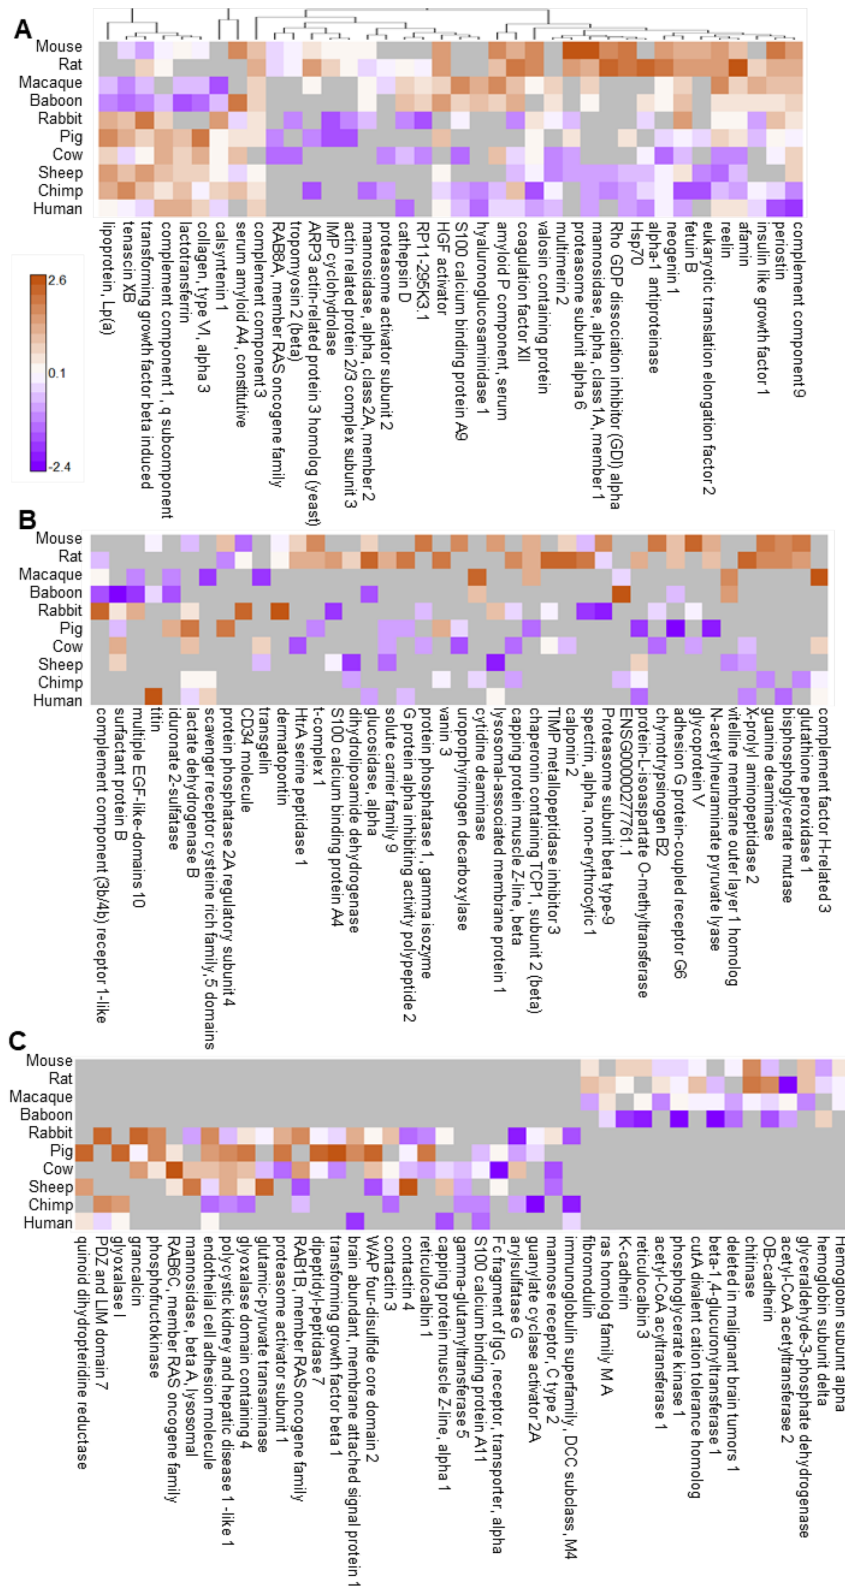 A
Mouse
Rat
Macaque
Baboon
Rabbit
Pig
Cow
Sheep
Chimp
Human
lipoprotein, Lp(a)
tenascin XB
transforming growth factor beta induced
complement component 1, q subcomponent
lactotransferrin
collagen, type VI, alpha 3
calsyntenin 1
serum amyloid A4, constitutive
complement component 3
RAB8A, member RAS oncogene family
tropomyosin 2 (beta)
ARP3 actin-related protein 3 homolog (yeast)
IMP cyclohydrolase
actin related protein 2/3 complex subunit 3
mannosidase, alpha, class 2A, member 2
proteasome activator subunit 2
cathepsin D
RP11-295K3.1
HGF activator
S100 calcium binding protein A9
hyaluronoglucosaminidase 1
amyloid P component, serum
coagulation factor XII
valosin containing protein
multimerin 2
proteasome subunit alpha 6
mannosidase, alpha, class 1A, member 1
Rho GDP dissociation inhibitor (GDI) alpha
Hsp70
alpha-1 antiproteinase
neogenin 1
fetuin B
eukaryotic translation elongation factor 2
reelin
afamin
insulin like growth factor 1
periostin
complement component 9
2.6
0.1
-2.4
B
Mouse
Rat
Macaque
Baboon
Rabbit
Pig
Cow
Sheep
Chimp
Human
complement component (3b/4b) receptor 1-like
surfactant protein B
multiple EGF-like-domains 10
titin
iduronate 2-sulfatase
lactate dehydrogenase B
scavenger receptor cysteine rich family, 5 domains
protein phosphatase 2A regulatory subunit 4
CD34 molecule
transgelin
dermatopontin
HtrA serine peptidase 1
t-complex 1
S100 calcium binding protein A4
dihydrolipoamide dehydrogenase
glucosidase, alpha
solute carrier family 9
G protein alpha inhibiting activity polypeptide 2
protein phosphatase 1, gamma isozyme
vanin 3
uroporphyrinogen decarboxylase
cytidine deaminase
lysosomal-associated membrane protein 1
capping protein muscle Z-line, beta
chaperonin containing TCP1, subunit 2 (beta)
TIMP metallopeptidase inhibitor 3
calponin 2
spectrin, alpha, non-erythrocytic 1
Proteasome subunit beta type-9
ENSG00000277761.1
protein-L-isoaspartate O-methyltransferase
chymotrypsinogen B2
adhesion G protein-coupled receptor G6
glycoprotein V
N-acetylneuraminate pyruvate lyase
vitelline membrane outer layer 1 homolog
X-prolyl aminopeptidase 2
guanine deaminase
bisphosphoglycerate mutase
glutathione peroxidase 1
complement factor H-related 3
C
Mouse
Rat
Macaque
Baboon
Rabbit
Pig
Cow
Sheep
Chimp
Human
quinoid dihydropteridine reductase
PDZ and LIM domain 7
glyoxalase I
grancalcin
phosphofructokinase
RAB6C, member RAS oncogene family
mannosidase, beta A, lysosomal
endothelial cell adhesion molecule
polycystic kidney and hepatic disease 1 -like 1
glyoxalase domain containing 4
glutamic-pyruvate transaminase
proteasome activator subunit 1
RAB1B, member RAS oncogene family
dipeptidyl-peptidase 7
transforming growth factor beta 1
brain abundant, membrane attached signal protein 1
WAP four-disulfide core domain 2
contactin 3
contactin 4
reticulocalbin 1
capping protein muscle Z-line, alpha 1
gamma-glutamyltransferase 5
S100 calcium binding protein A11
Fc fragment of IgG, receptor, transporter, alpha
arylsulfatase G
guanylate cyclase activator 2A
mannose receptor, C type 2
immunoglobulin superfamily, DCC subclass, M4
fibromodulin
ras homolog family M A
K-cadherin
reticulocalbin 3
acetyl-CoA acyltransferase 1
phosphoglycerate kinase 1
cutA divalent cation tolerance homolog
beta-1,4-glucuronyltransferase 1
deleted in malignant brain tumors 1
chitinase
OB-cadherin
acetyl-CoA acetyltransferase 2
glyceraldehyde-3-phosphate dehydrogenase
hemoglobin subunit delta
Hemoglobin subunit alpha